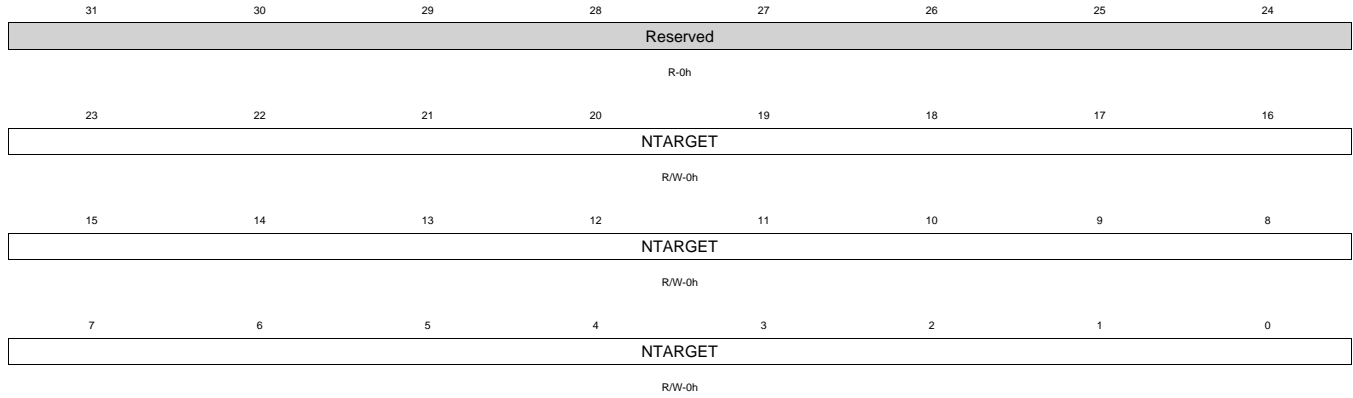 31 30 29 28 27 26 25 24
Reserved
R-0h
23 22 21 20 19 18 17 16
NTARGET
R/W-0h
15 14 13 12 11 10 9 8
NTARGET
R/W-0h
7 6 5 4 3 2 1 0
NTARGET
R/W-0h